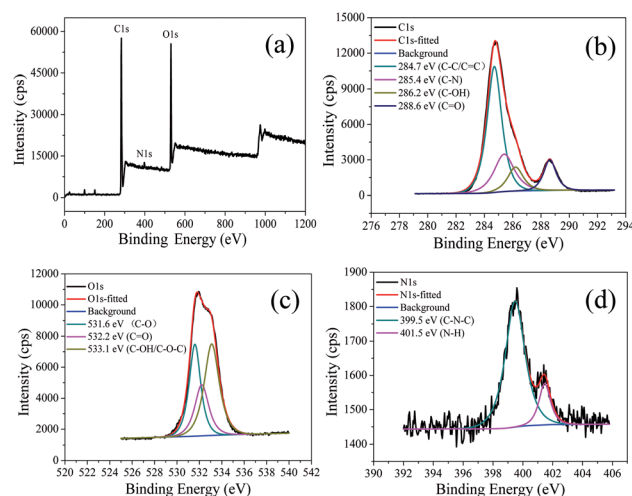 C1s
O1s
N1s
(a)
60000
45000
30000
15000
0
Intensity (cps)
0 200 400 600 800 1000 1200
Binding Energy (eV)
C1s
C1s-fitted
Background
284.7 eV (C-C/C=C)
285.4 eV (C-N)
286.2 eV (C-OH)
288.6 eV (C=O)
(b)
15000
12000
9000
6000
3000
0
Intensity (cps)
276 278 280 282 284 286 288 290 292 294
Binding Energy (eV)
O1s
O1s-fitted
Background
531.6 eV (C-O)
532.2 eV (C=O)
533.1 eV (C-OH/C-O-C)
(c)
12000
10000
8000
6000
4000
2000
0
Intensity (cps)
520 522 524 526 528 530 532 534 536 538 540 542
Binding Energy (eV)
N1s
N1s-fitted
Background
399.5 eV (C-N-C)
401.5 eV (N-H)
(d)
1900
1800
1700
1600
1500
1400
Intensity (cps)
390 392 394 396 398 400 402 404 406
Binding Energy (eV)